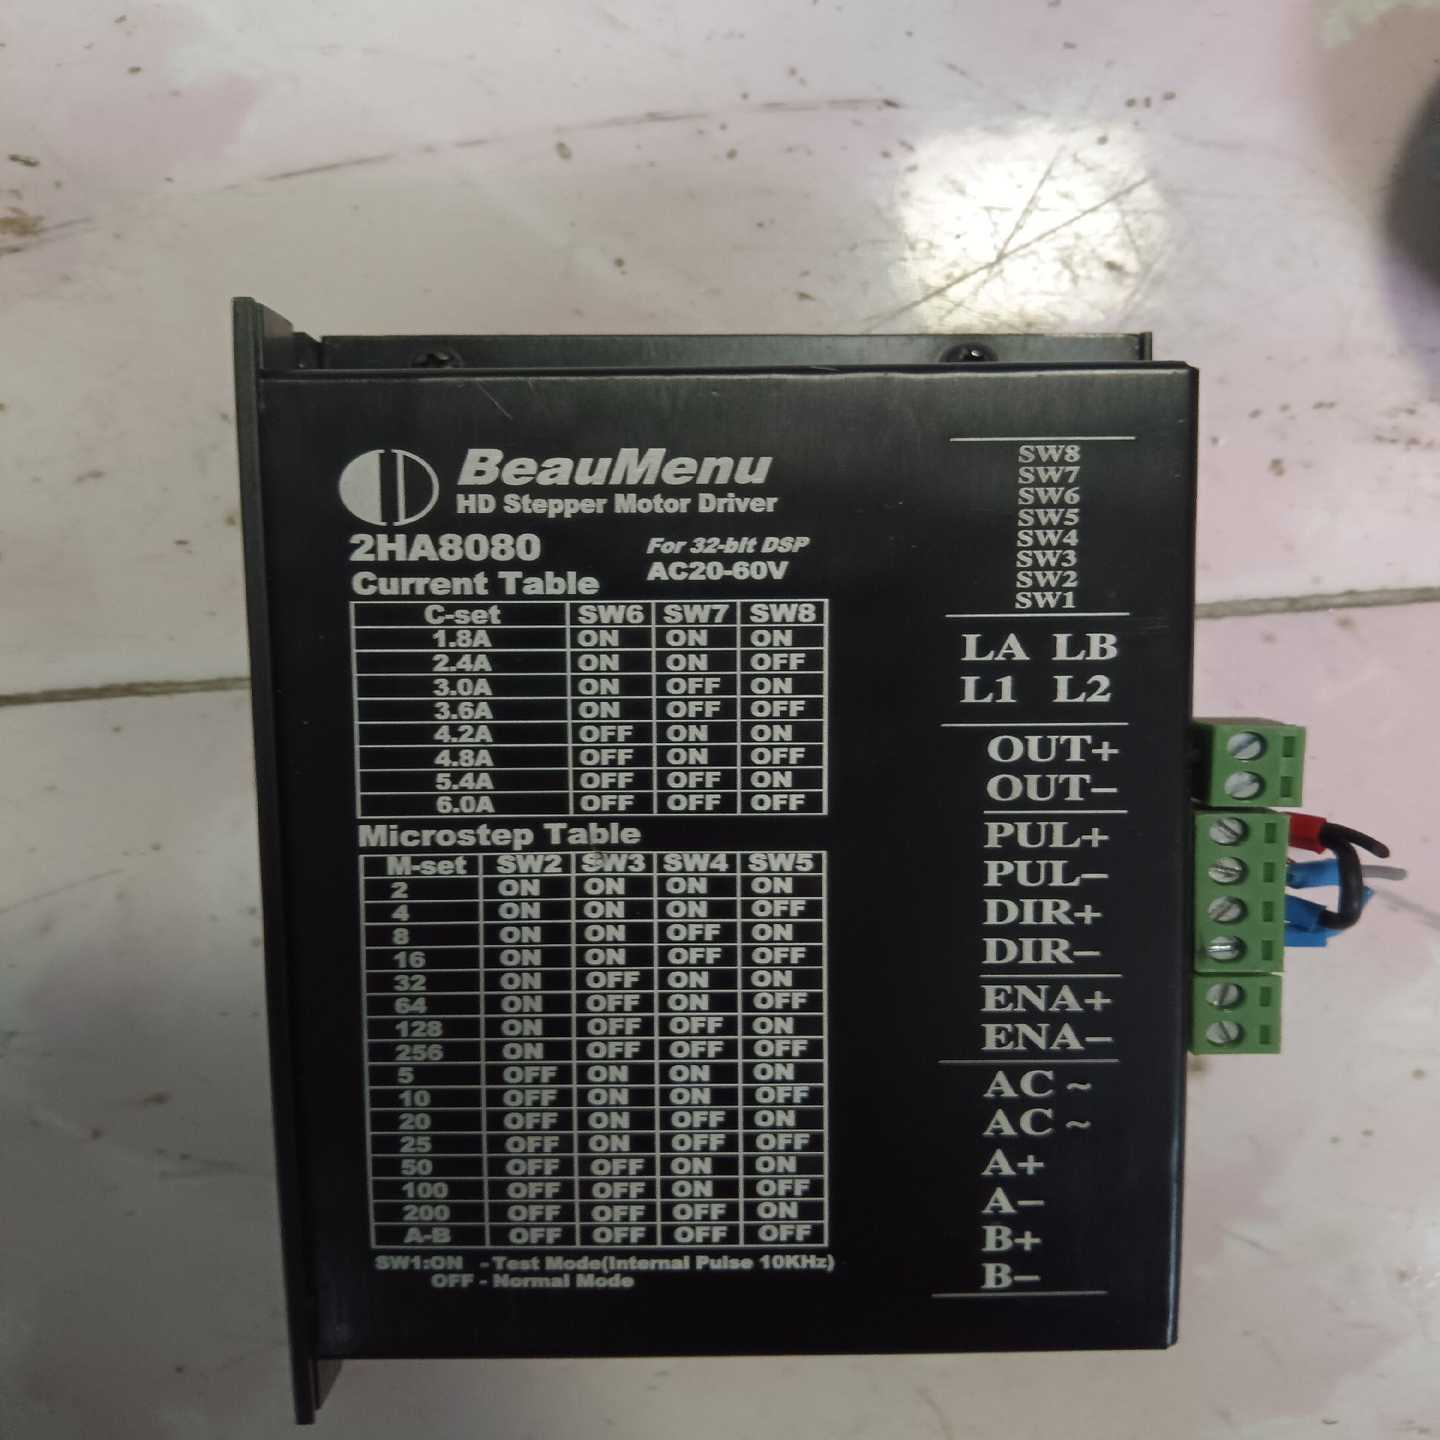 BeauMenu
HD Stepper Motor Driver
2HA8080
For 32-bit DSP
AC20-60V
Current Table
C-set SW6 SW7 SW8
1.8A ON ON ON
2.4A ON ON OFF
3.0A ON OFF ON
3.6A ON OFF OFF
4.2A OFF ON ON
4.8A OFF ON OFF
5.4A OFF OFF ON
6.0A OFF OFF OFF
Microstep Table
M-set SW2 SW3 SW4 SW5
2 ON ON ON ON
4 ON ON ON OFF
8 ON ON OFF ON
16 ON ON OFF OFF
32 ON OFF ON ON
64 ON OFF ON OFF
128 ON OFF OFF ON
256 ON OFF OFF OFF
5 OFF ON ON ON
10 OFF ON ON OFF
20 OFF ON OFF ON
25 OFF ON OFF OFF
50 OFF OFF ON ON
100 OFF OFF ON OFF
200 OFF OFF OFF ON
A-B OFF OFF OFF OFF
SW1:ON - Test Mode(Internal Pulse 10KHz)
OFF - Normal Mode
SW8
SW7
SW6
SW5
SW4
SW3
SW2
SW1
LA LB
L1 L2
OUT+
OUT-
PUL+
PUL-
DIR+
DIR-
ENA+
ENA-
AC ~
AC ~
A+
A-
B+
B-